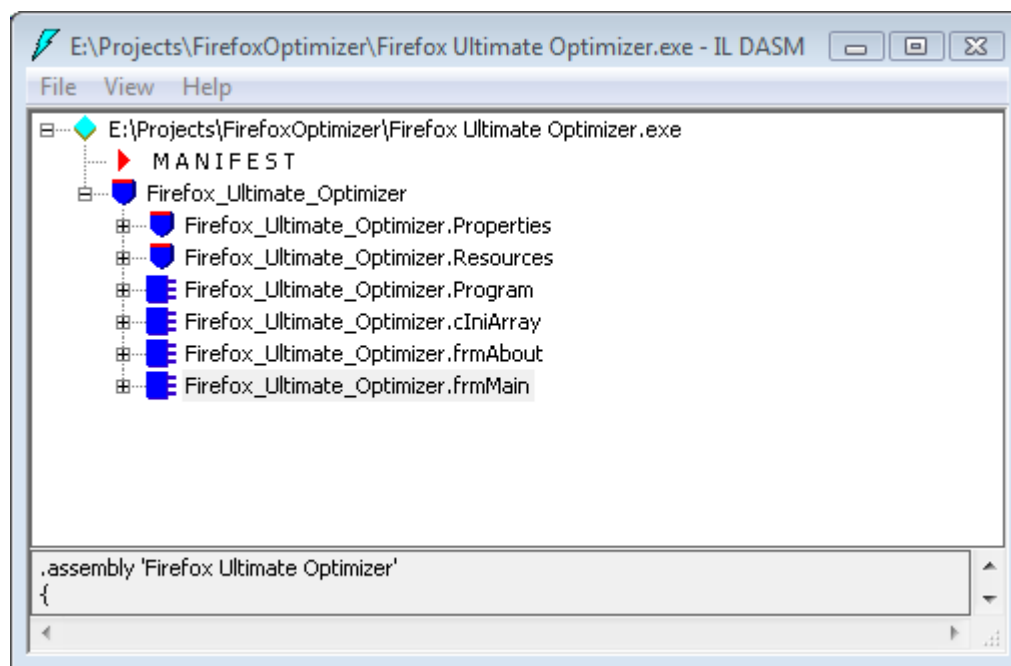 E:\Projects\FirefoxOptimizer\Firefox Ultimate Optimizer.exe - IL DASM
File View Help
E:\Projects\FirefoxOptimizer\Firefox Ultimate Optimizer.exe
M A N I F E S T
Firefox_Ultimate_Optimizer
Firefox_Ultimate_Optimizer.Properties
Firefox_Ultimate_Optimizer.Resources
Firefox_Ultimate_Optimizer.Program
Firefox_Ultimate_Optimizer.cIniArray
Firefox_Ultimate_Optimizer.frmAbout
Firefox_Ultimate_Optimizer.frmMain
.assembly 'Firefox Ultimate Optimizer'
{